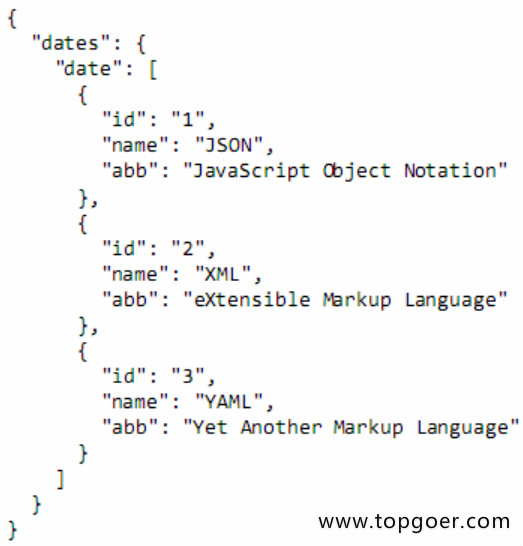 {
  "dates": {
    "date": [
      {
        "id": "1",
        "name": "JSON",
        "abb": "JavaScript Object Notation"
      },
      {
        "id": "2",
        "name": "XML",
        "abb": "eXtensible Markup Language"
      },
      {
        "id": "3",
        "name": "YAML",
        "abb": "Yet Another Markup Language"
      }
    ]
  }
}
www.topgoer.com